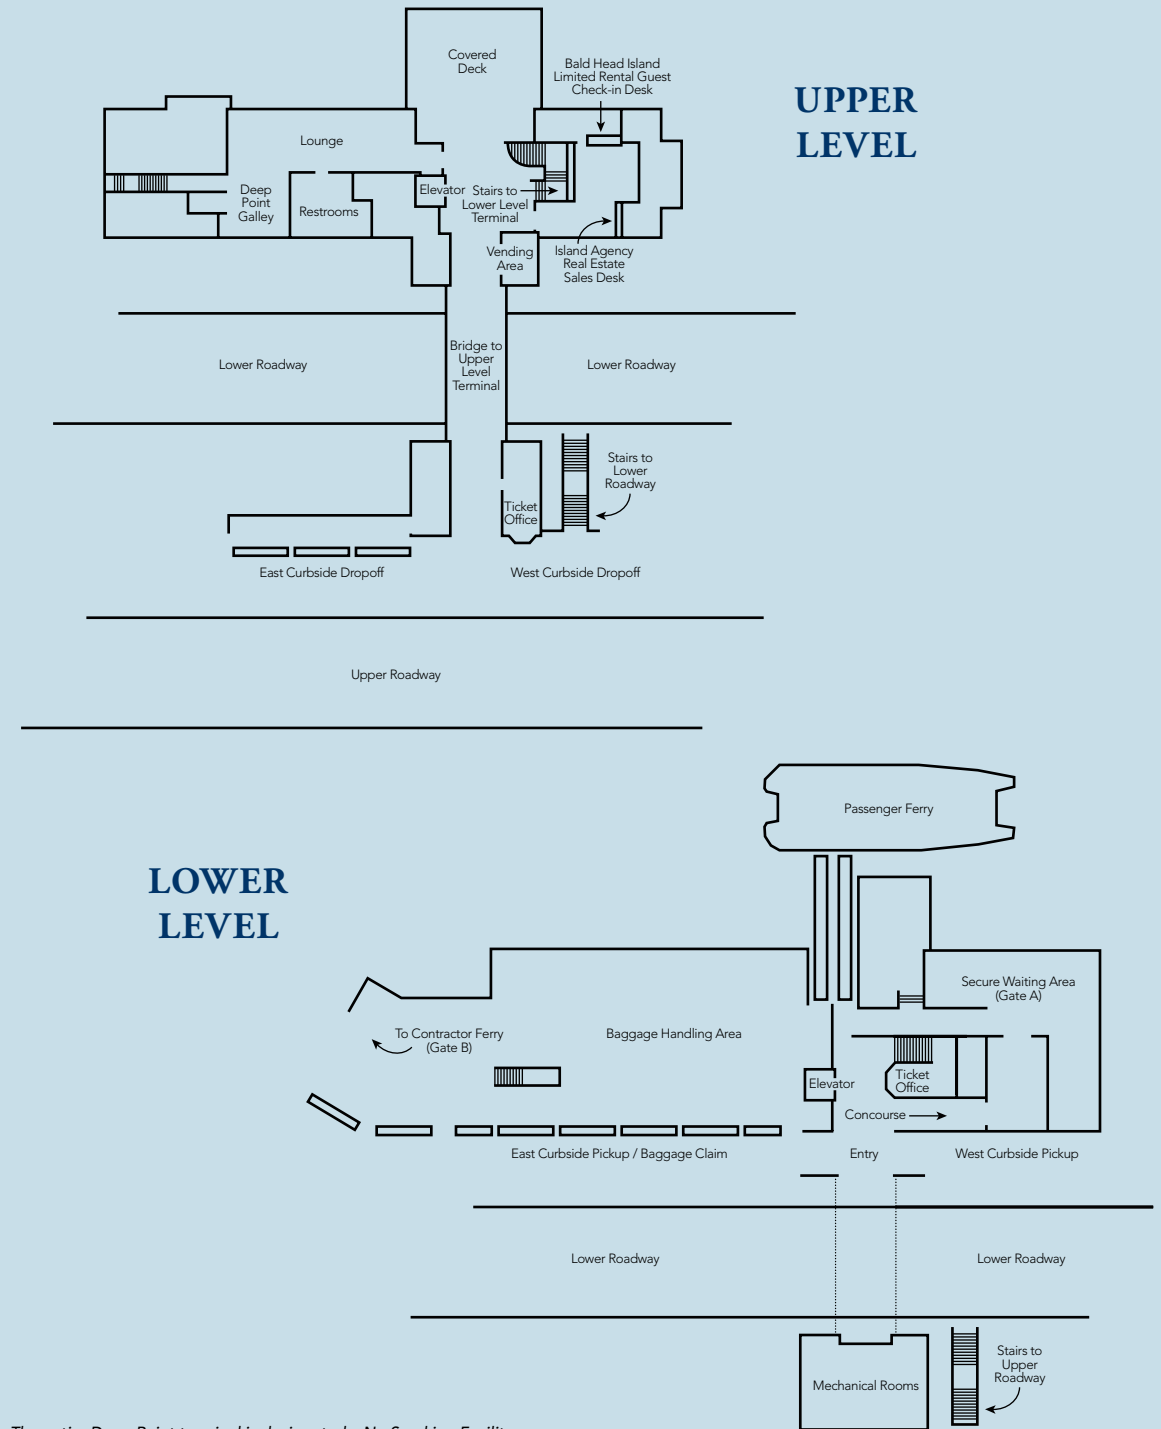 Covered
Deck
Bald Head Island
Limited Rental Guest
Check-in Desk
UPPER
LEVEL
Lounge
Deep
Point
Galley
Restrooms
Elevator
Stairs to
Lower Level
Terminal
Vending
Area
Island Agency
Real Estate
Sales Desk
Lower Roadway
Bridge to
Upper
Level
Terminal
Lower Roadway
Stairs to
Lower
Roadway
Ticket
Office
East Curbside Dropoff
West Curbside Dropoff
Upper Roadway
Passenger Ferry
LOWER
LEVEL
Secure Waiting Area
(Gate A)
To Contractor Ferry
(Gate B)
Baggage Handling Area
Elevator
Ticket
Office
Concourse
East Curbside Pickup / Baggage Claim
Entry
West Curbside Pickup
Lower Roadway
Lower Roadway
Mechanical Rooms
Stairs to
Upper
Roadway